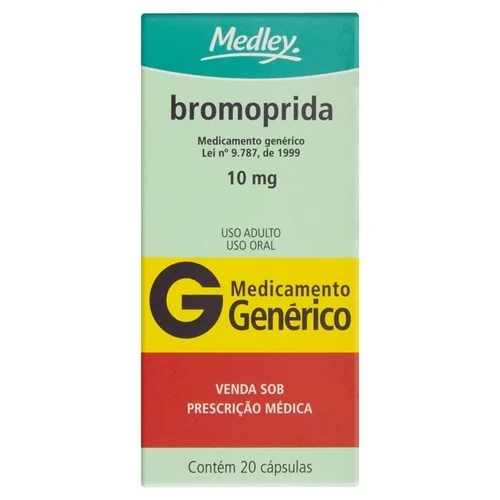 Medley.
bromoprida
Medicamento genérico
Lei nº 9.787, de 1999
10 mg
USO ADULTO
USO ORAL
G Medicamento
Genérico
VENDA SOB
PRESCRIÇÃO MÉDICA
Contém 20 cápsulas